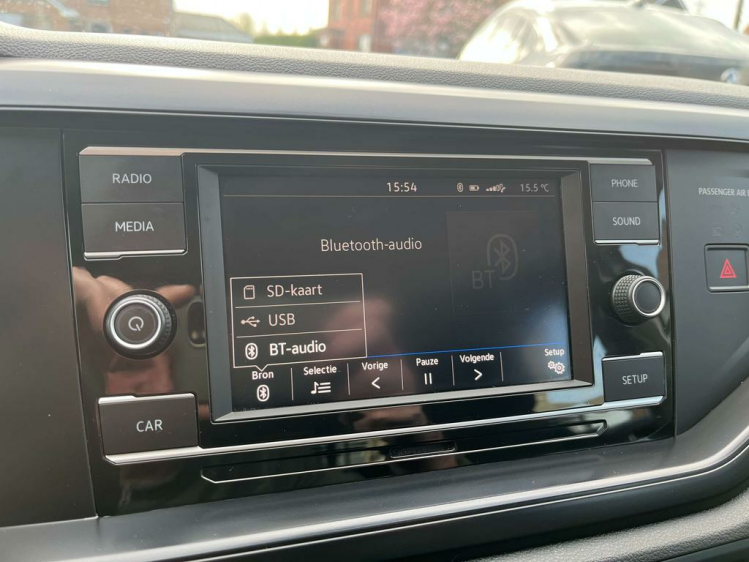 15:54
15.5 °C
RADIO
MEDIA
PHONE
SOUND
PASSENGER AIR
Bluetooth-audio
BT
SD-kaart
USB
BT-audio
Bron
Selectie
Vorige
Pauze
Volgende
Setup
CAR
SETUP